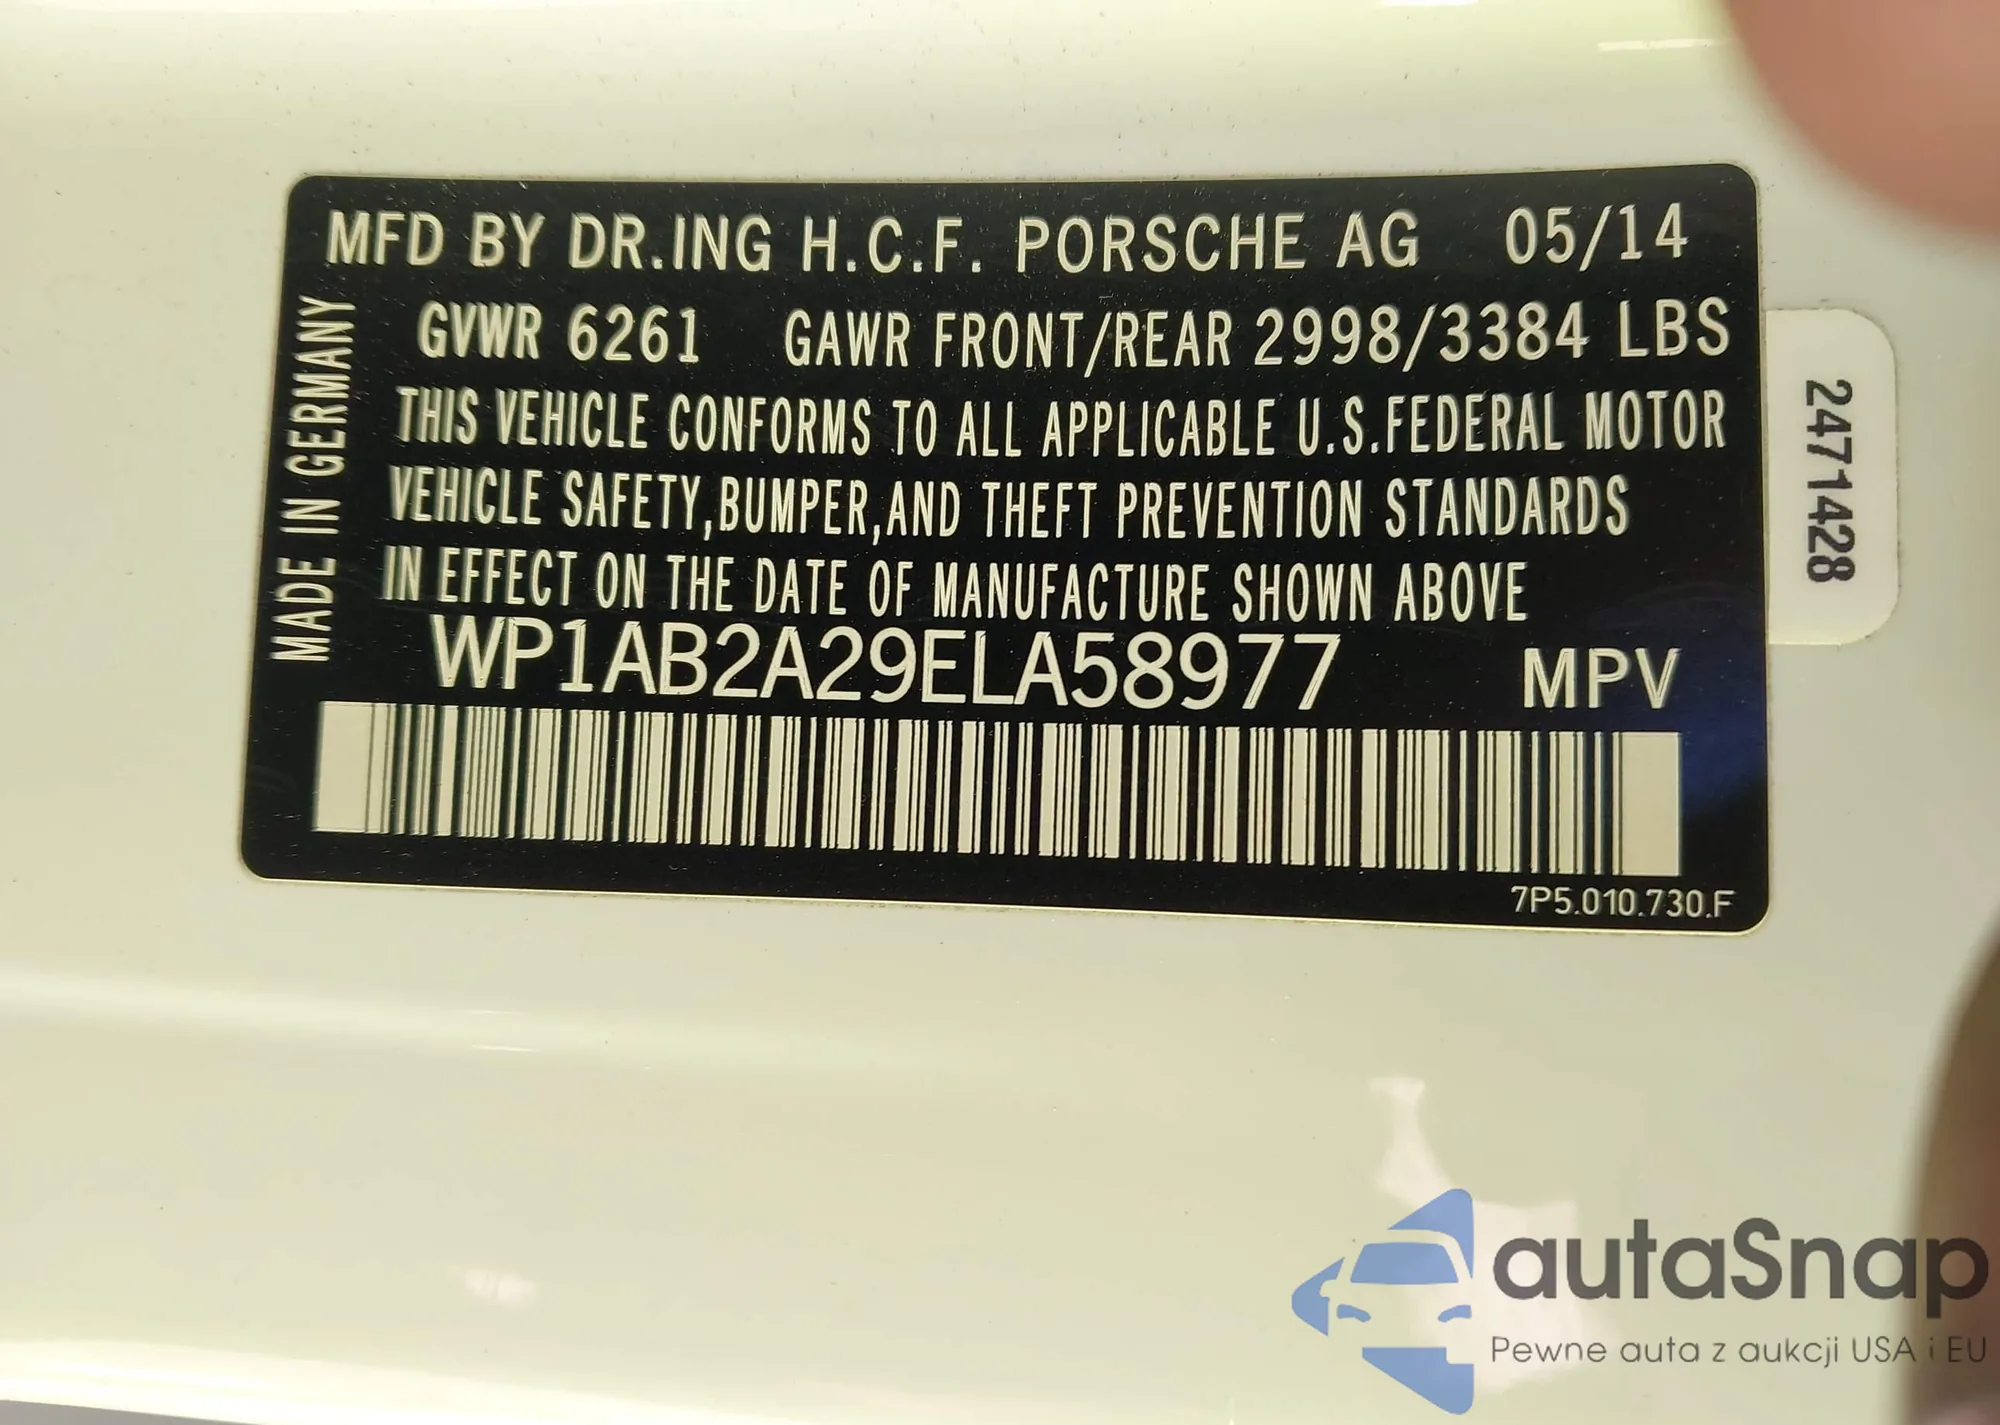 MFD BY DR.ING H.C.F. PORSCHE AG 05/14
GVWR 6261 GAWR FRONT/REAR 2998/3384 LBS
THIS VEHICLE CONFORMS TO ALL APPLICABLE U.S.FEDERAL MOTOR
VEHICLE SAFETY,BUMPER,AND THEFT PREVENTION STANDARDS
IN EFFECT ON THE DATE OF MANUFACTURE SHOWN ABOVE
WP1AB2A29ELA58977 MPV
7P5.010.730.F
MADE IN GERMANY
2471428
autaSnap
Pewne auta z aukcji USA i EU